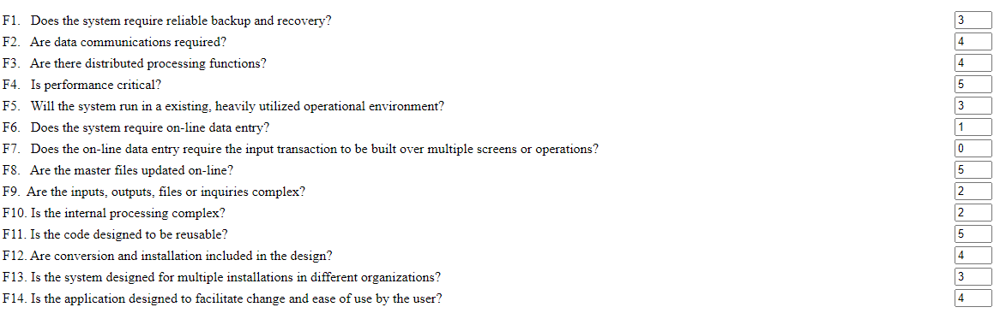 F1. Does the system require reliable backup and recovery? 3
F2. Are data communications required? 4
F3. Are there distributed processing functions? 4
F4. Is performance critical? 5
F5. Will the system run in a existing, heavily utilized operational environment? 3
F6. Does the system require on-line data entry? 1
F7. Does the on-line data entry require the input transaction to be built over multiple screens or operations? 0
F8. Are the master files updated on-line? 5
F9. Are the inputs, outputs, files or inquiries complex? 2
F10. Is the internal processing complex? 2
F11. Is the code designed to be reusable? 5
F12. Are conversion and installation included in the design? 4
F13. Is the system designed for multiple installations in different organizations? 3
F14. Is the application designed to facilitate change and ease of use by the user? 4